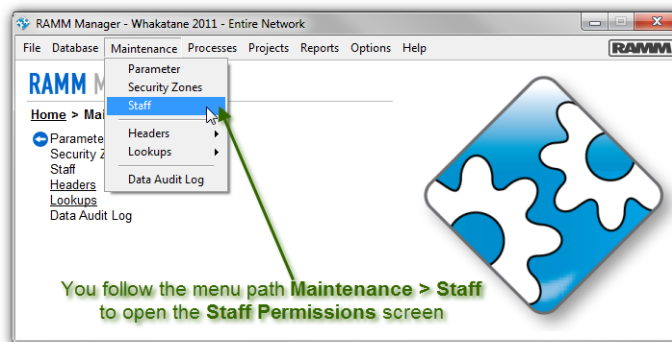 RAMM Manager - Whakatane 2011 - Entire Network
File Database Maintenance Processes Projects Reports Options Help
RAMM
Parameter
Security Zones
Staff
Headers
Lookups
Data Audit Log
RAMM
Home >
Security
Staff
Headers
Lookups
Data Audit Log
You follow the menu path Maintenance > Staff
to open the Staff Permissions screen